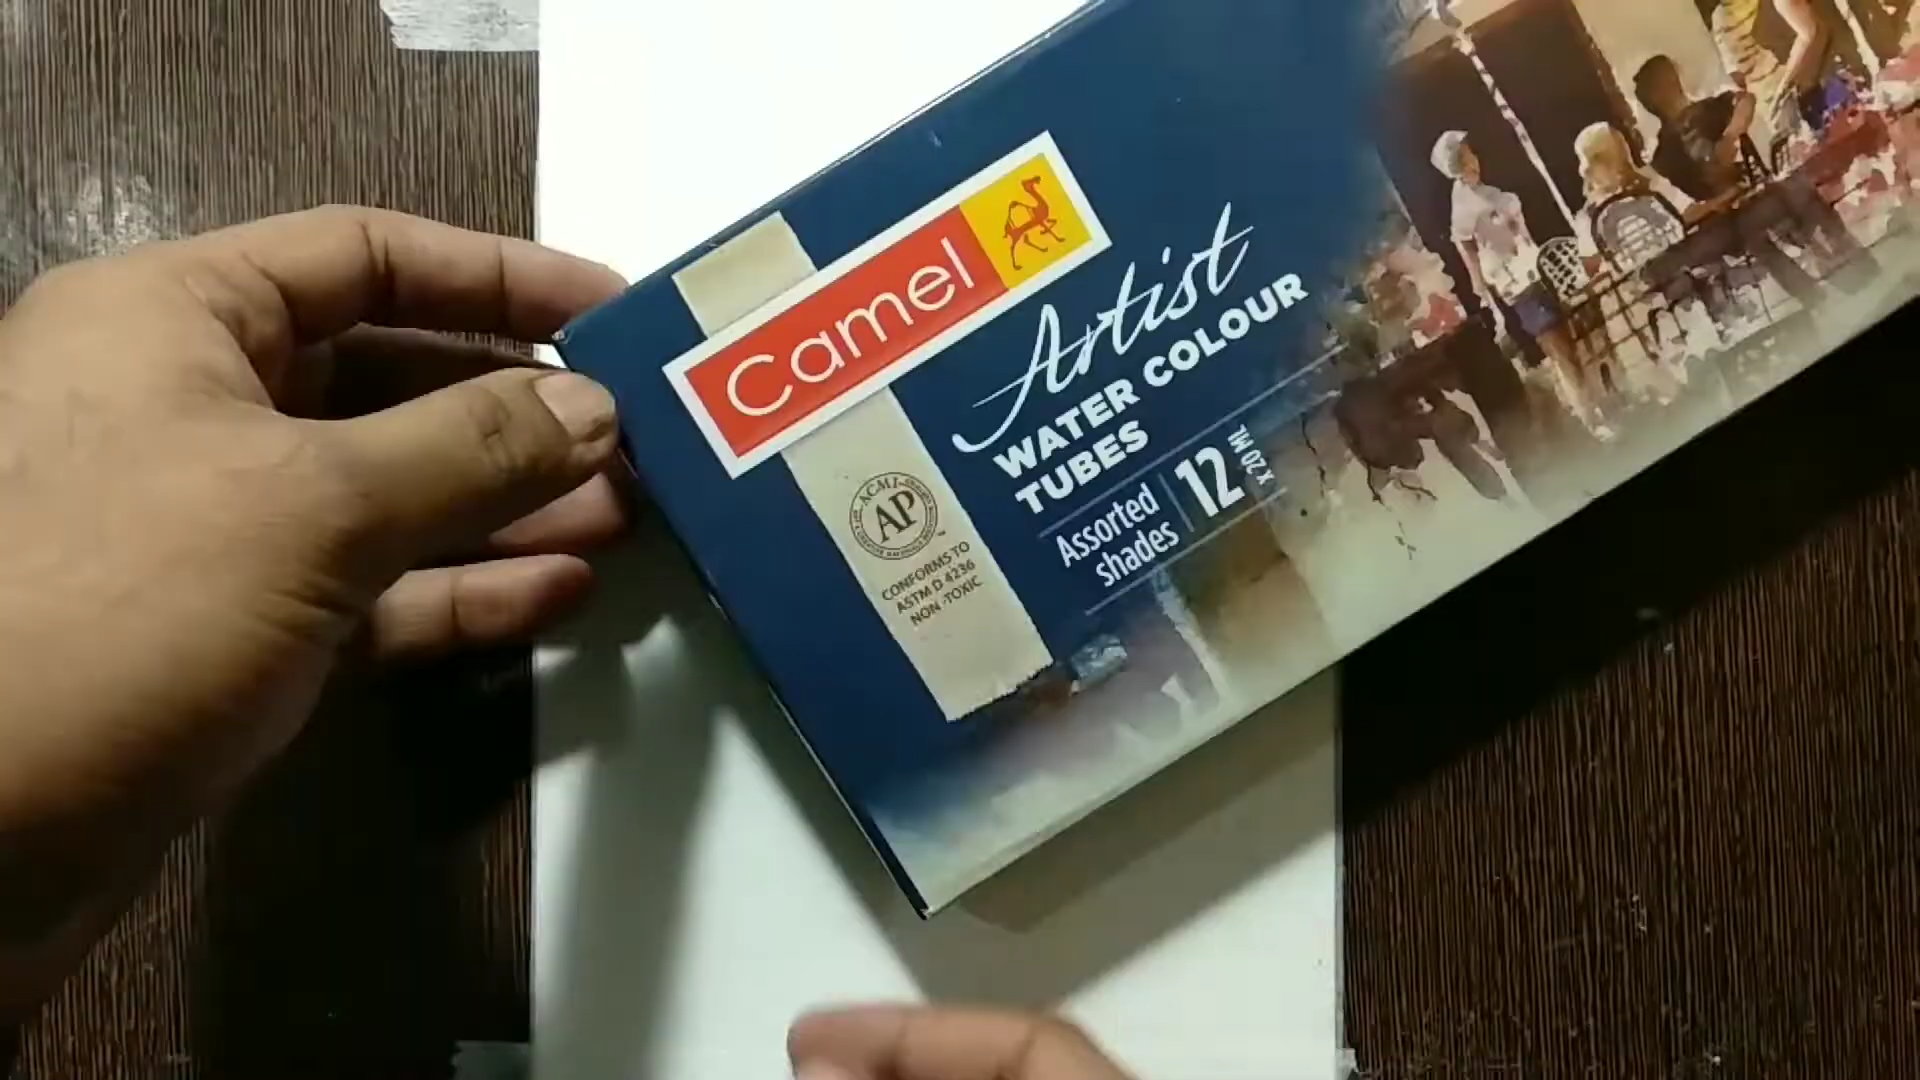 Camel
Artist
WATER COLOUR
TUBES
Assorted
shades
12
X 20 ML
ACMI
AP
CONFORMS TO
ASTM D 4236
NON-TOXIC